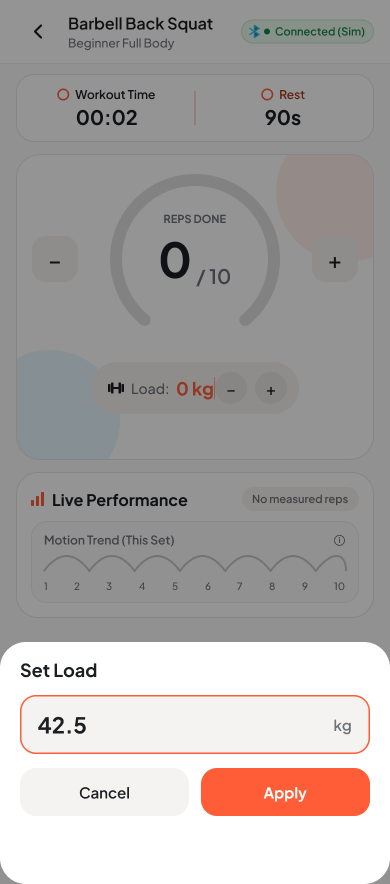 Barbell Back Squat
Beginner Full Body
Connected (Sim)
Workout Time
00:02
Rest
90s
REPS DONE
0 / 10
−
+
Load: 0 kg − +
Live Performance
No measured reps
Motion Trend (This Set)
1 2 3 4 5 6 7 8 9 10
Set Load
42.5 kg
Cancel
Apply